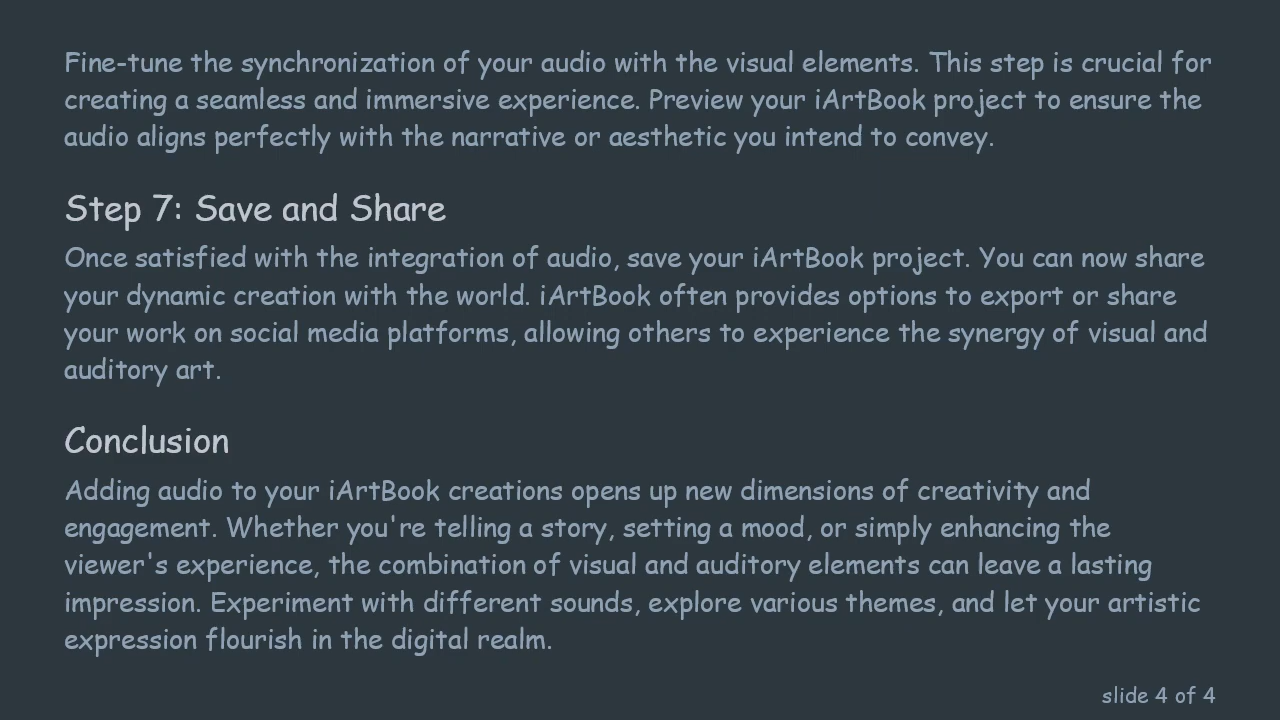 Fine-tune the synchronization of your audio with the visual elements. This step is crucial for
creating a seamless and immersive experience. Preview your iArtBook project to ensure the
audio aligns perfectly with the narrative or aesthetic you intend to convey.
Step 7: Save and Share
Once satisfied with the integration of audio, save your iArtBook project. You can now share
your dynamic creation with the world. iArtBook often provides options to export or share
your work on social media platforms, allowing others to experience the synergy of visual and
auditory art.
Conclusion
Adding audio to your iArtBook creations opens up new dimensions of creativity and
engagement. Whether you're telling a story, setting a mood, or simply enhancing the
viewer's experience, the combination of visual and auditory elements can leave a lasting
impression. Experiment with different sounds, explore various themes, and let your artistic
expression flourish in the digital realm.
slide 4 of 4